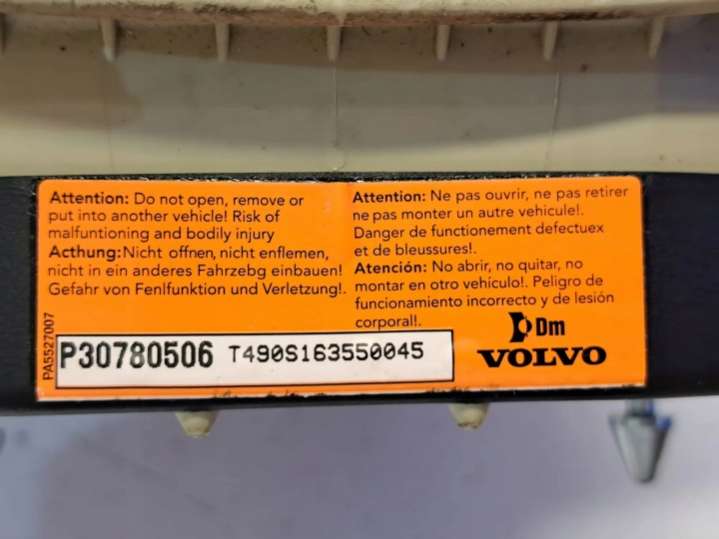 Attention: Do not open, remove or
put into another vehicle! Risk of
malfuntioning and bodily injury
Acthung:Nicht offnen, nicht enflemen,
nicht in ein anderes Fahrzebg einbauen!
Gefahr von Fenlfunktion und Verletzung!.
Attention: Ne pas ouvrir, ne pas retirer
ne pas monter un autre vehicule!.
Danger de functionement defectuex
et de bleussures!.
Atención: No abrir, no quitar, no
montar en otro vehículo!. Peligro de
funcionamiento incorrecto y de lesión
corporal!.
PA5527007
P30780506 T490S163550045
Dm
VOLVO